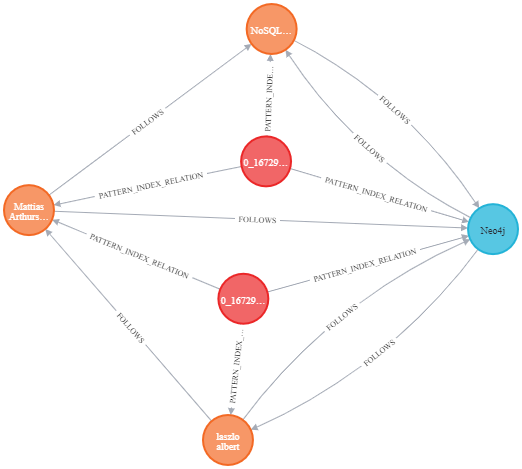 NoSQL…
FOLLOWS
PATTERN_INDE…
FOLLOWS
FOLLOWS
0_16729…
PATTERN_INDEX_RELATION
PATTERN_INDEX_RELATION
Mattias
Arthurs…
FOLLOWS
Neo4j
PATTERN_INDEX_RELATION
PATTERN_INDEX_RELATION
0_16729…
FOLLOWS
FOLLOWS
PATTERN_INDEX_…
FOLLOWS
laszlo
albert